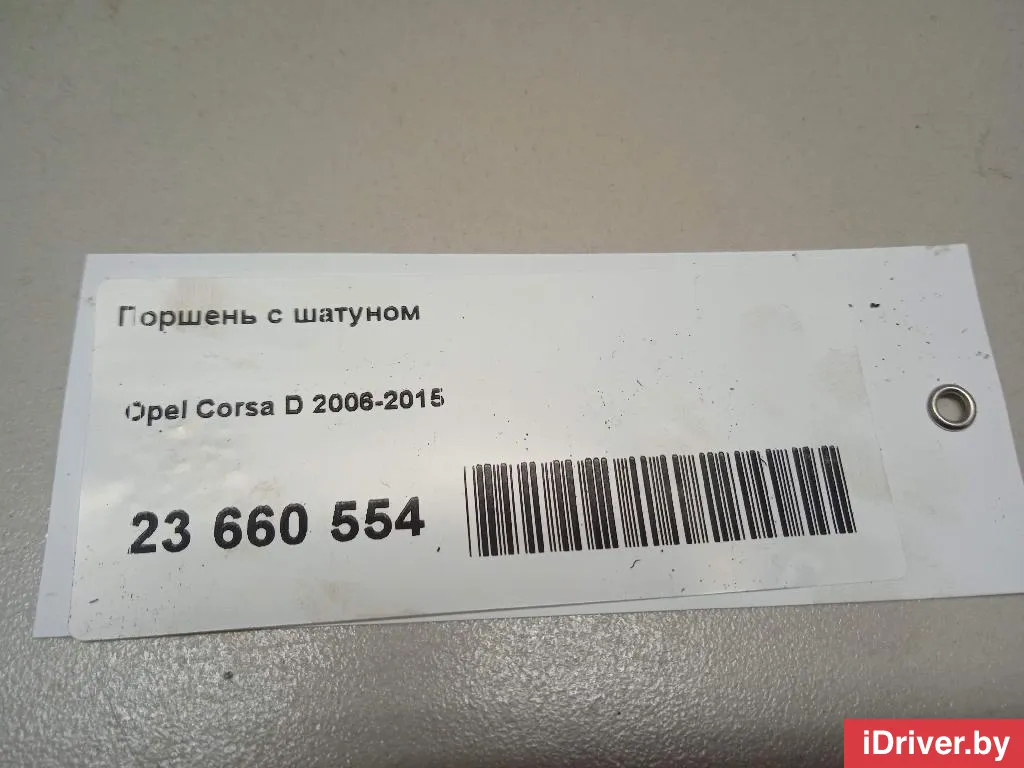 Поршень с шатуном
Opel Corsa D 2006-2015
23 660 554
iDriver.by